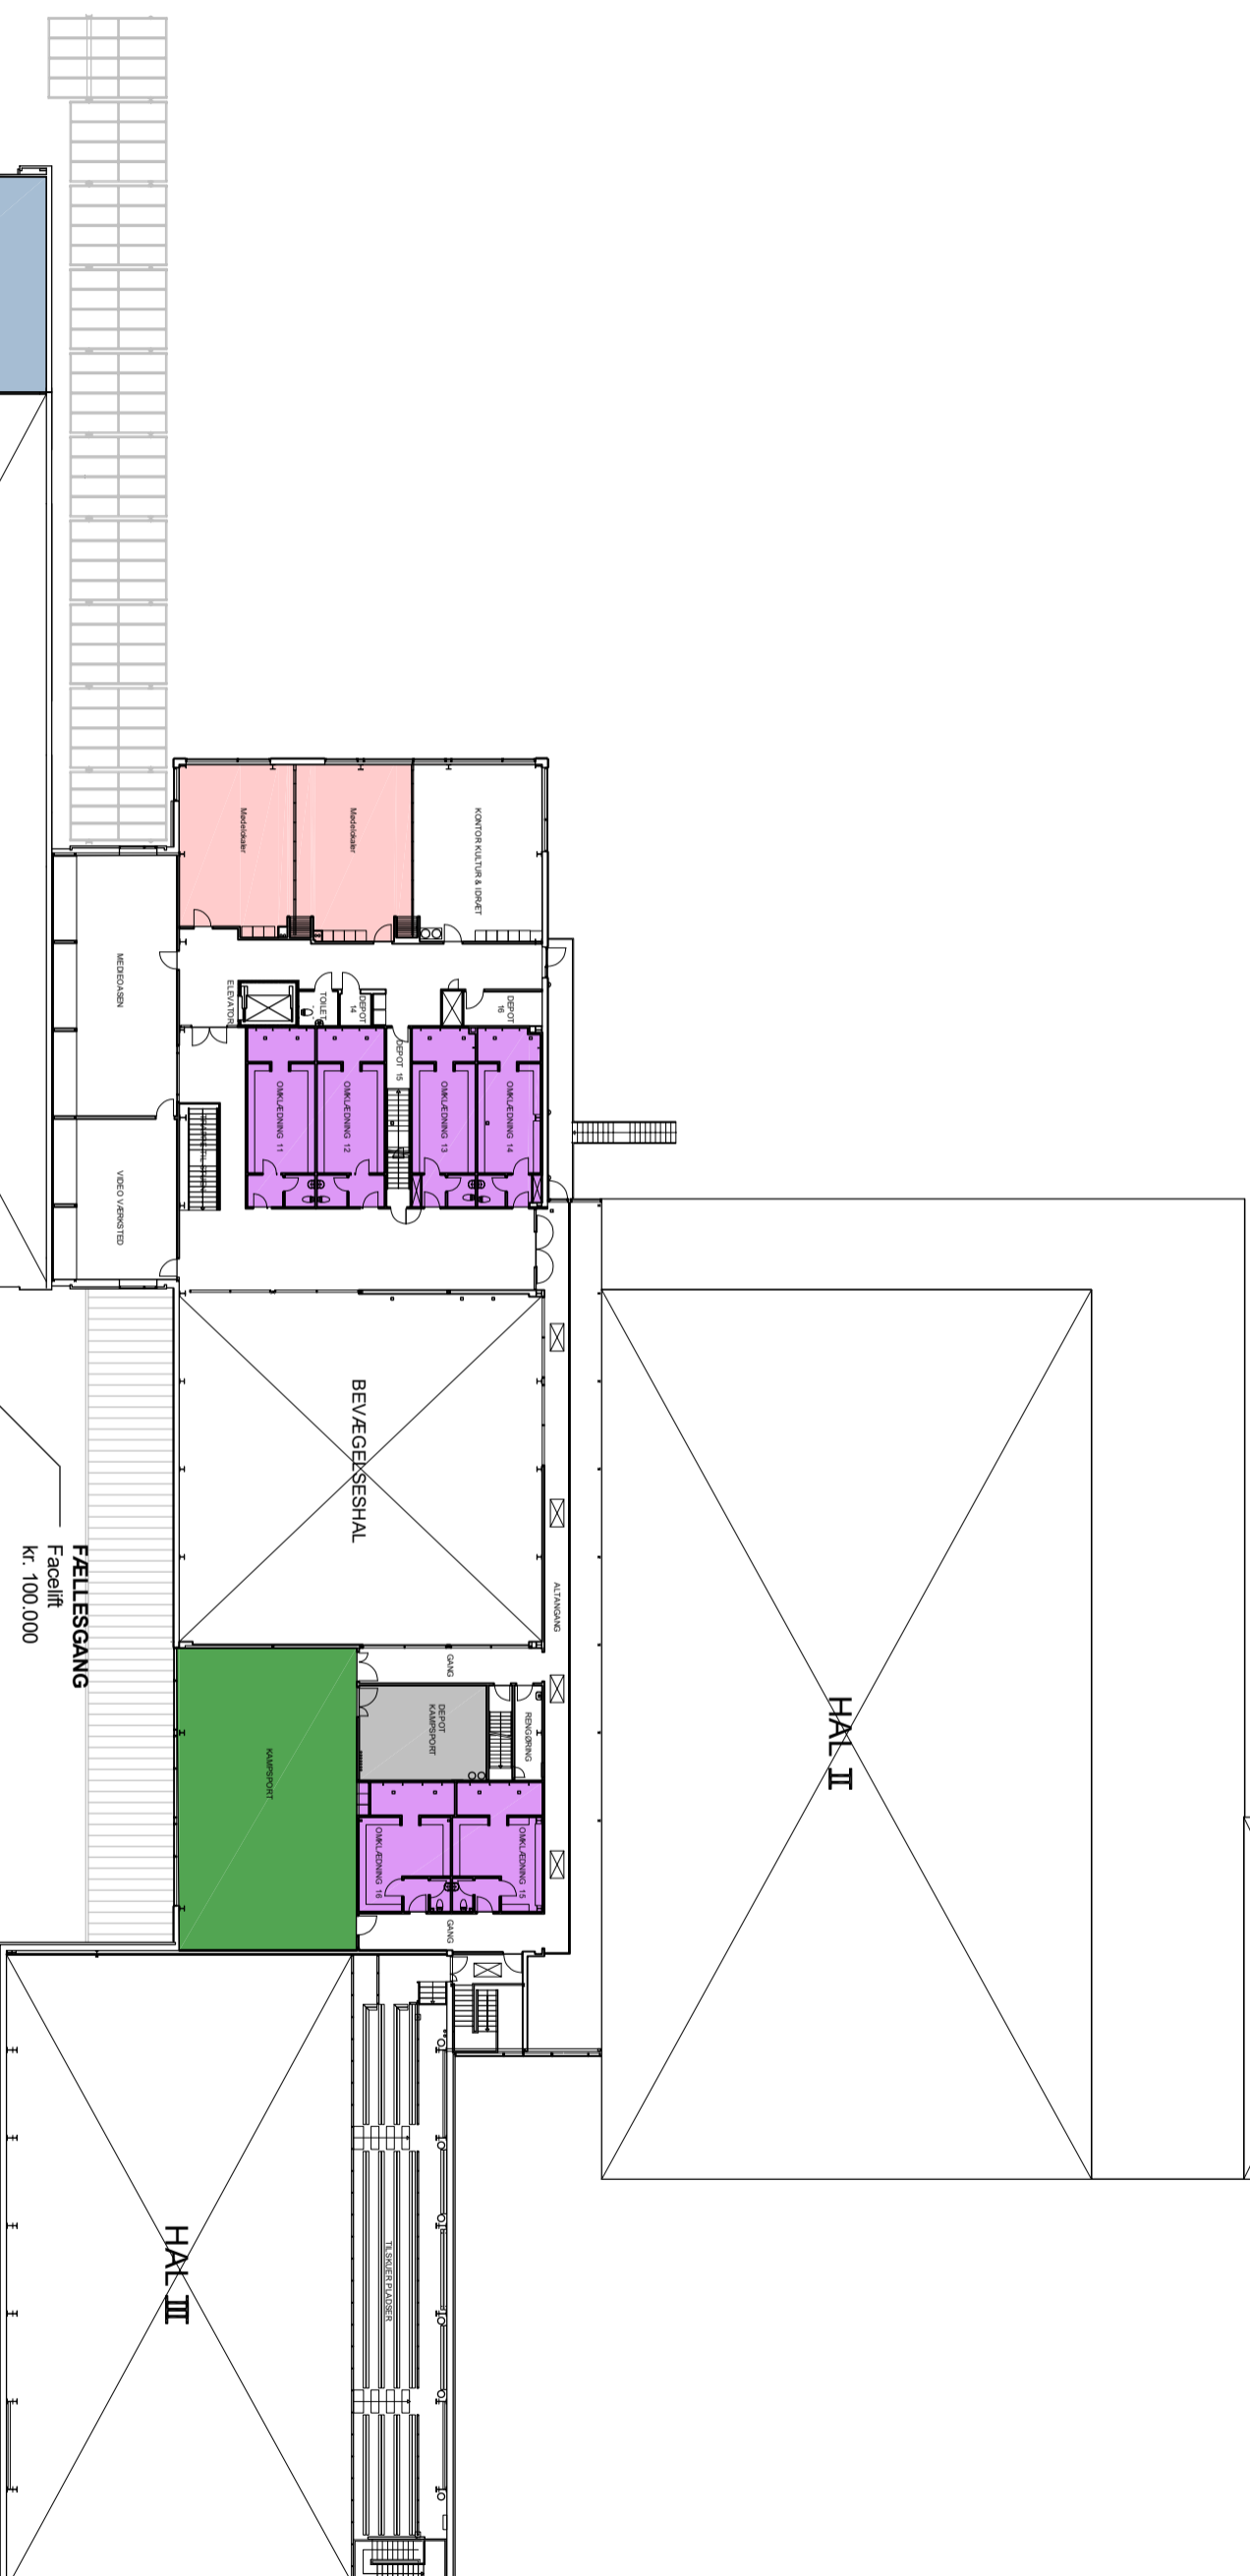 Mødelokaler
Mødelokaler
KONTOR KULTUR & IDRÆT
MEDIEOASEN
ELEVATOR
TOILET
DEPOT
14
DEPOT
16
DEPOT 15
OMKLÆDNING 11
OMKLÆDNING 12
OMKLÆDNING 13
OMKLÆDNING 14
VIDEO VÆRKSTED
BEVÆGELSESHAL
ALTANGANG
FÆLLESGANG
Facelift
kr. 100.000
GANG
DEPOT
KAMPSPORT
RENGØRING
KAMPSPORT
OMKLÆDNING 16
OMKLÆDNING 15
GANG
HAL II
HAL III
TILSKUER PLADSER